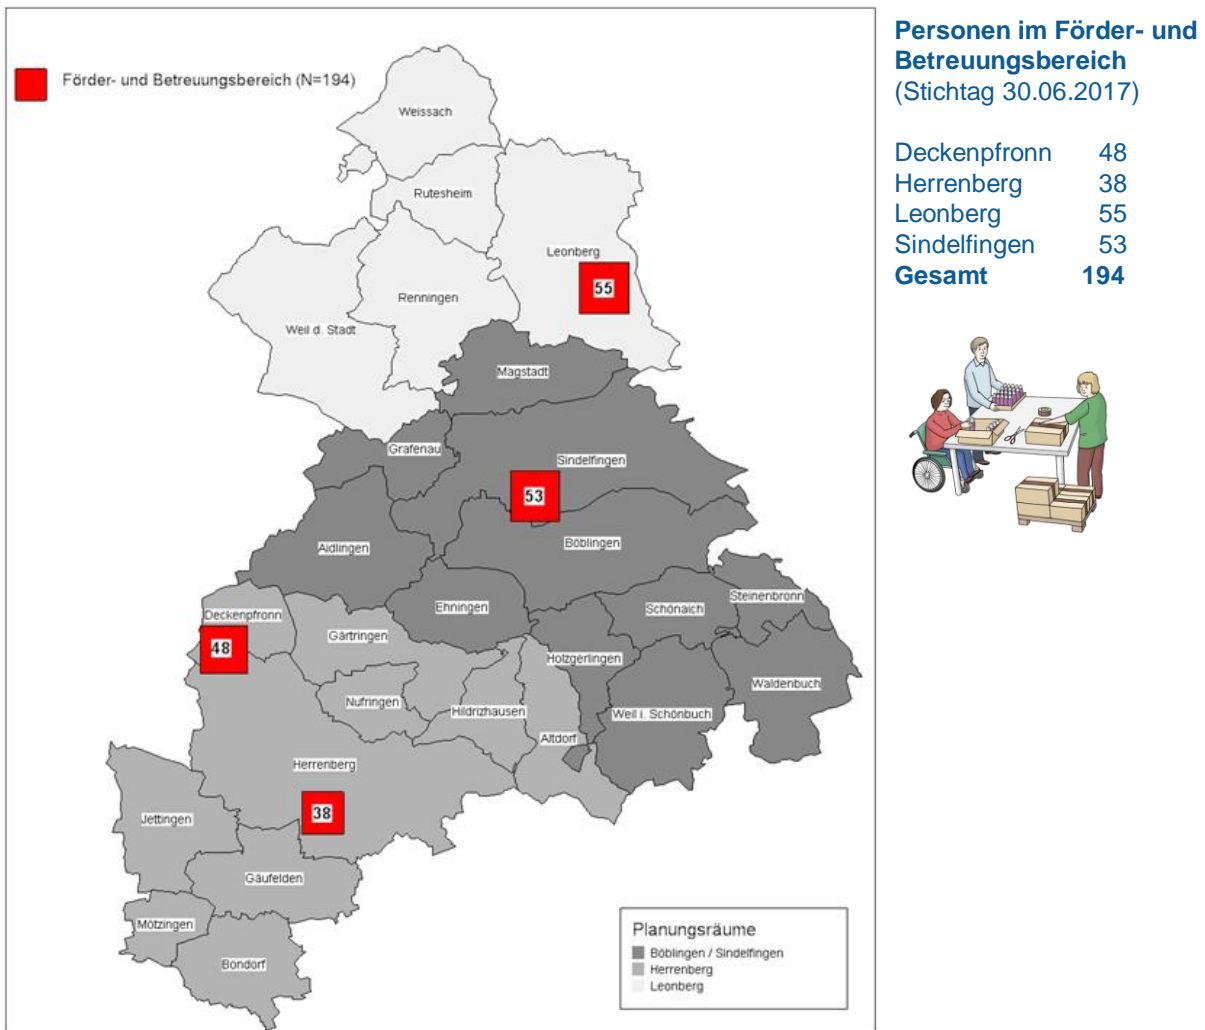 Personen im Förder- und
Betreuungsbereich
(Stichtag 30.06.2017)
Deckenpfronn 48
Herrenberg 38
Leonberg 55
Sindelfingen 53
Gesamt 194
Förder- und Betreuungsbereich (N=194)
Weissach
Rutesheim
Leonberg
55
Renningen
Weil d. Stadt
Magstadt
Grafenau
Sindelfingen
53
Böblingen
Aidlingen
Steinenbronn
Ehningen
Schönaich
Deckenpfronn
48
Gärtringen
Holzgerlingen
Waldenbuch
Nufringen
Hildrizhausen
Weil i. Schönbuch
Altdorf
Herrenberg
38
Jettingen
Gäufelden
Mötzingen
Bondorf
Planungsräume
Böblingen / Sindelfingen
Herrenberg
Leonberg